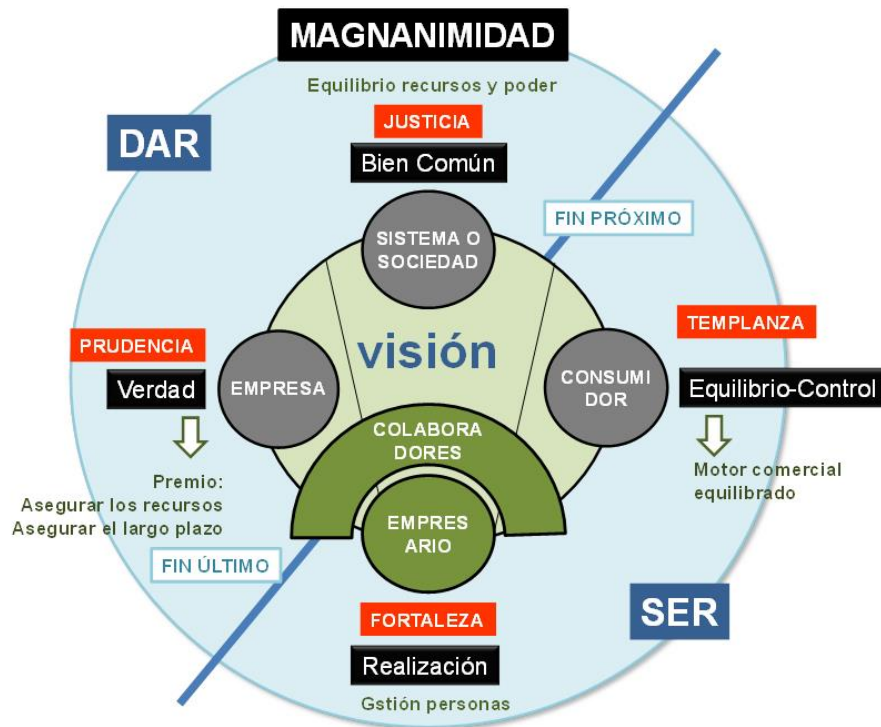 MAGNANIMIDAD
Equilibrio recursos y poder
JUSTICIA
Bien Común
DAR
FIN PRÓXIMO
SISTEMA O
SOCIEDAD
TEMPLANZA
PRUDENCIA
visión
Verdad
EMPRESA
CONSUMI
DOR
Equilibrio-Control
COLABORA
DORES
Premio:
Asegurar los recursos
Asegurar el largo plazo
Motor comercial
equilibrado
EMPRES
ARIO
FIN ÚLTIMO
SER
FORTALEZA
Realización
Gstión personas